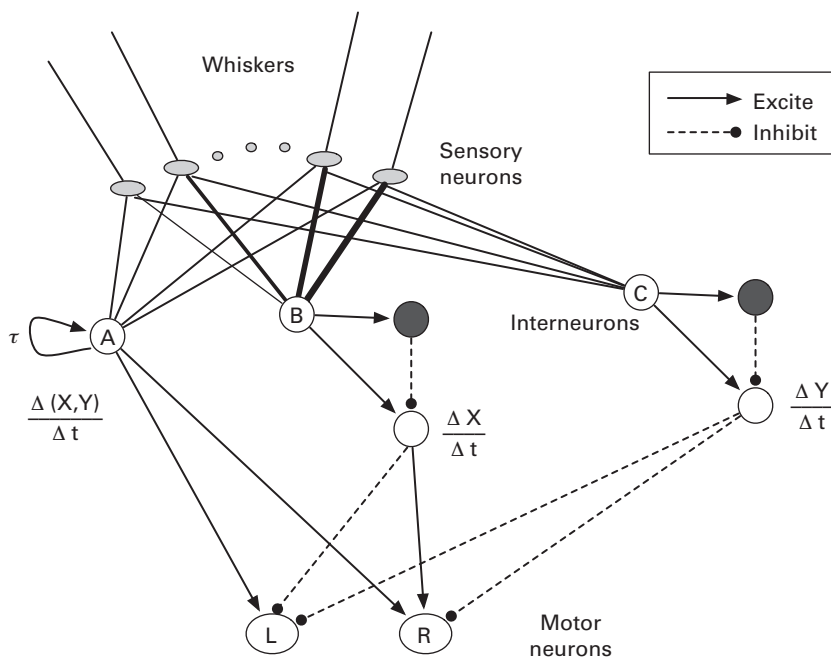 Whiskers
Excite
Inhibit
Sensory
neurons
B
C
Interneurons
τ
A
Δ (X,Y)
Δ t
Δ X
Δ t
Δ Y
Δ t
L
R
Motor
neurons